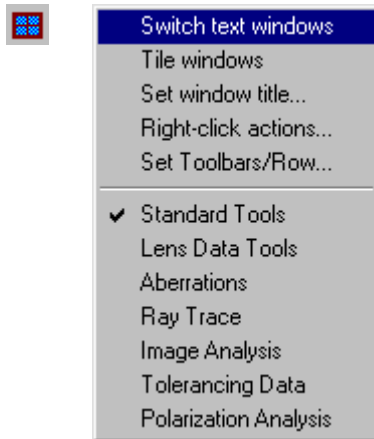 Switch text windows
Tile windows
Set window title...
Right-click actions...
Set Toolbars/Row...
Standard Tools
Lens Data Tools
Aberrations
Ray Trace
Image Analysis
Tolerancing Data
Polarization Analysis